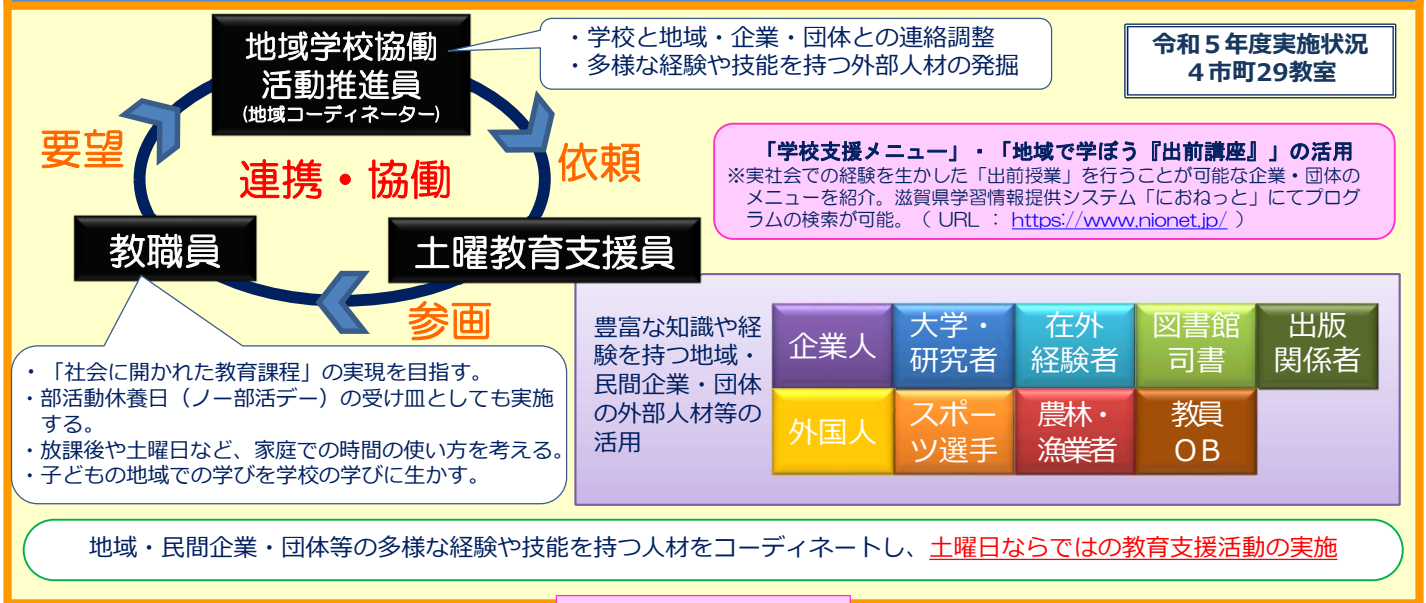 地域学校協働
活動推進員
(地域コーディネーター)
・学校と地域・企業・団体との連絡調整
・多様な経験や技能を持つ外部人材の発掘
令和５年度実施状況
４市町29教室
要望
連携・協働
依頼
「学校支援メニュー」・「地域で学ぼう『出前講座』」の活用
※実社会での経験を生かした「出前授業」を行うことが可能な企業・団体の
メニューを紹介。滋賀県学習情報提供システム「におねっと」にてプログ
ラムの検索が可能。（ URL ： https://www.nionet.jp/ ）
教職員
土曜教育支援員
参画
・「社会に開かれた教育課程」の実現を目指す。
・部活動休養日（ノー部活デー）の受け皿としても実施
する。
・放課後や土曜日など、家庭での時間の使い方を考える。
・子どもの地域での学びを学校の学びに生かす。
豊富な知識や経
験を持つ地域・
民間企業・団体
の外部人材等の
活用
企業人
大学・
研究者
在外
経験者
図書館
司書
出版
関係者
外国人
スポー
ツ選手
農林・
漁業者
教員
ＯＢ
地域・民間企業・団体等の多様な経験や技能を持つ人材をコーディネートし、土曜日ならではの教育支援活動の実施